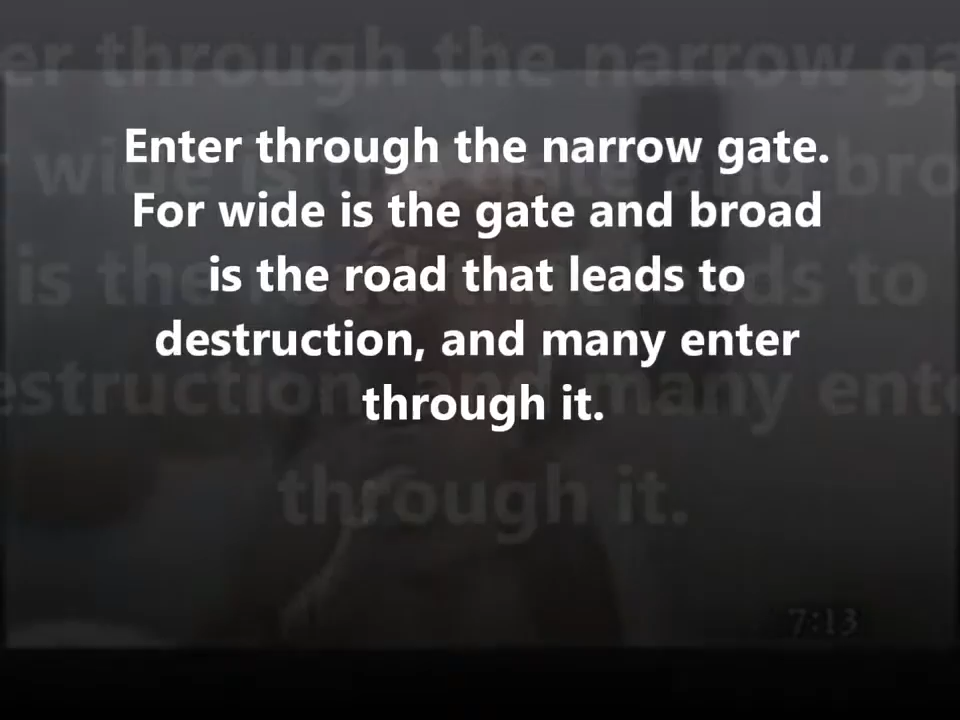 Enter through the narrow gate.
For wide is the gate and broad
is the road that leads to
destruction, and many enter
through it.
7:13